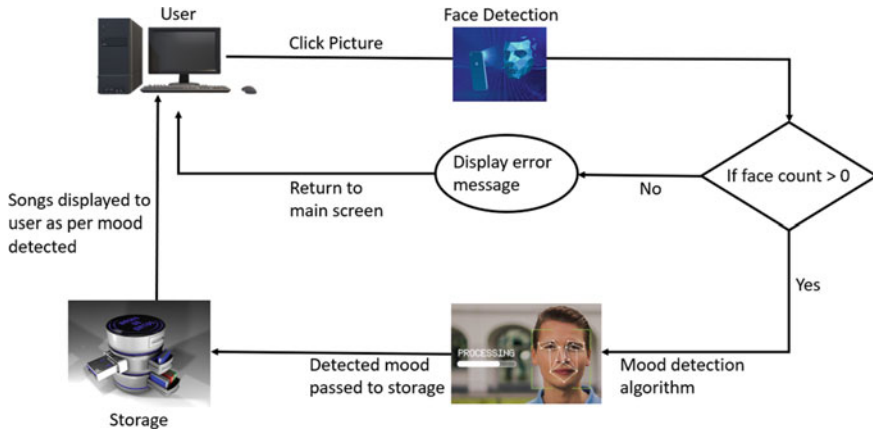 User
Face Detection
Click Picture
If face count > 0
No
Display error
message
Return to
main screen
Songs displayed to
user as per mood
detected
Yes
PROCESSING
Mood detection
algorithm
Detected mood
passed to storage
Storage